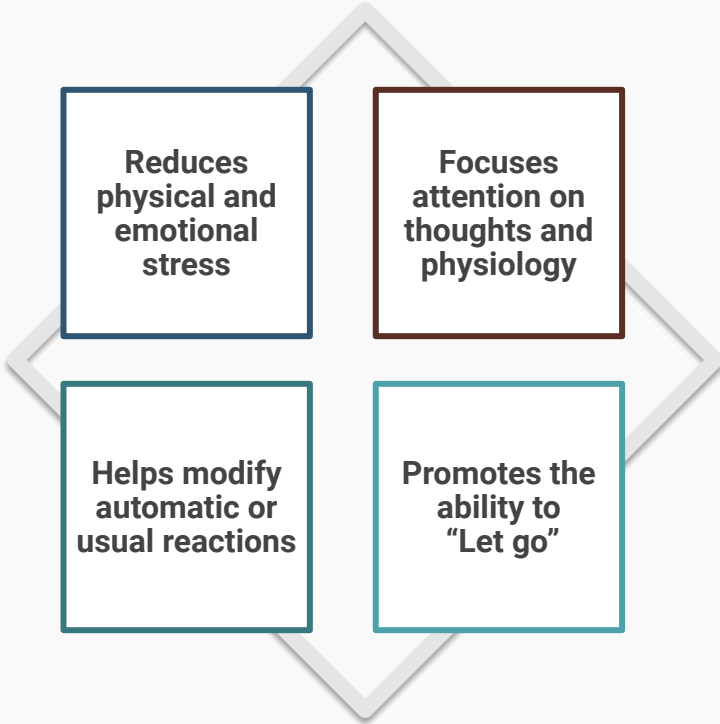 Reduces
physical and
emotional
stress
Focuses
attention on
thoughts and
physiology
Helps modify
automatic or
usual reactions
Promotes the
ability to
“Let go”